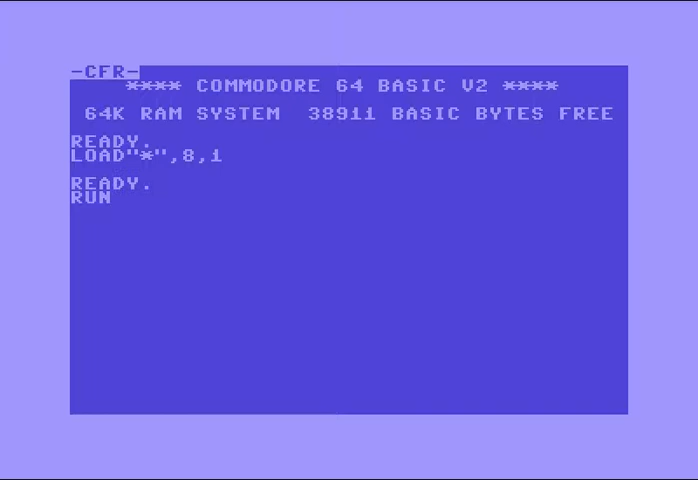 -CFR-
**** COMMODORE 64 BASIC V2 ****
64K RAM SYSTEM 38911 BASIC BYTES FREE
READY.
LOAD"*",8,1
READY.
RUN